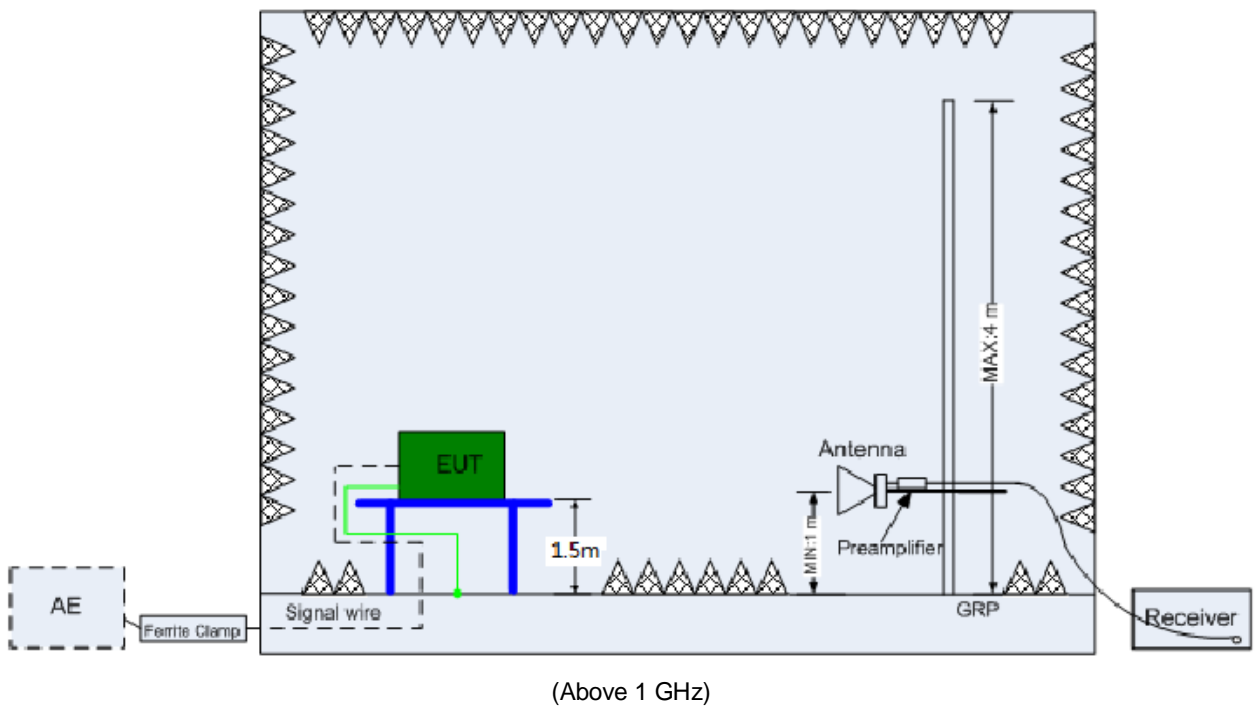 MAX:4 m
Antenna
EUT
1.5m
MIN:1 m
Preamplifier
AE
Signal wire
GRP
Receiver
Ferrite Clamp
(Above 1 GHz)